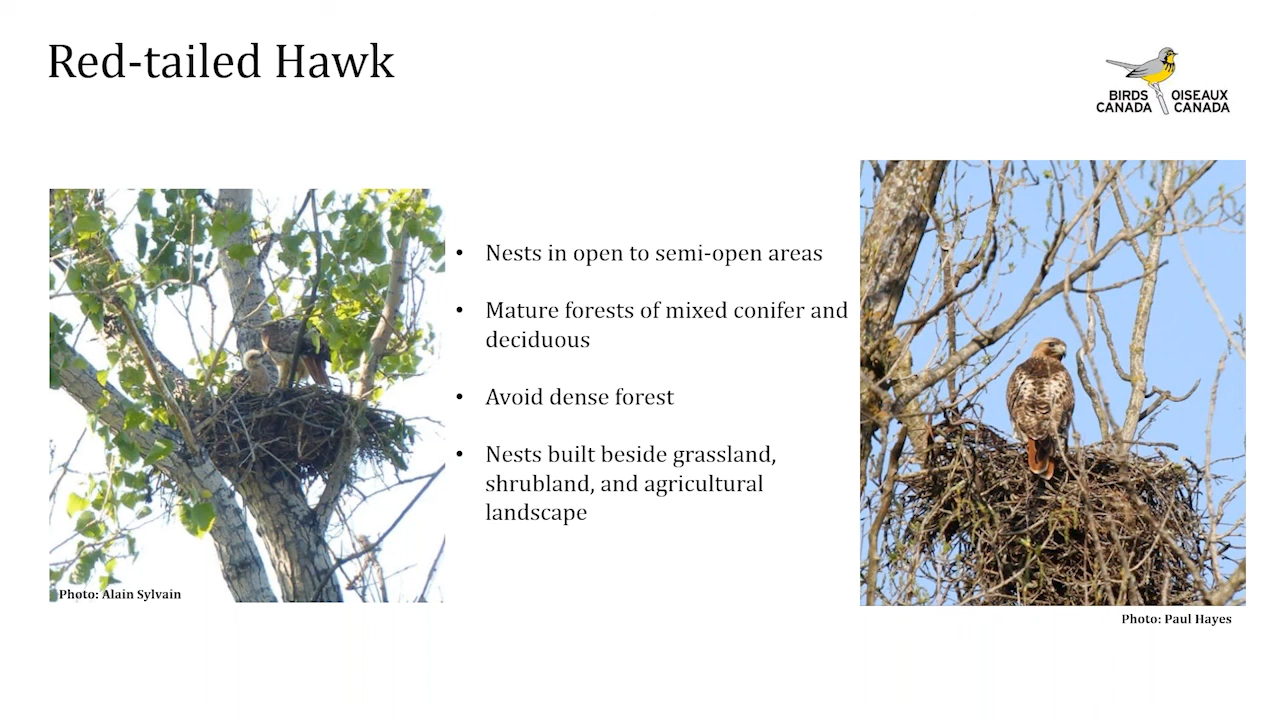 Red-tailed Hawk
BIRDS CANADA
OISEAUX CANADA
• Nests in open to semi-open areas
• Mature forests of mixed conifer and
deciduous
• Avoid dense forest
• Nests built beside grassland,
shrubland, and agricultural
landscape
Photo: Alain Sylvain
Photo: Paul Hayes